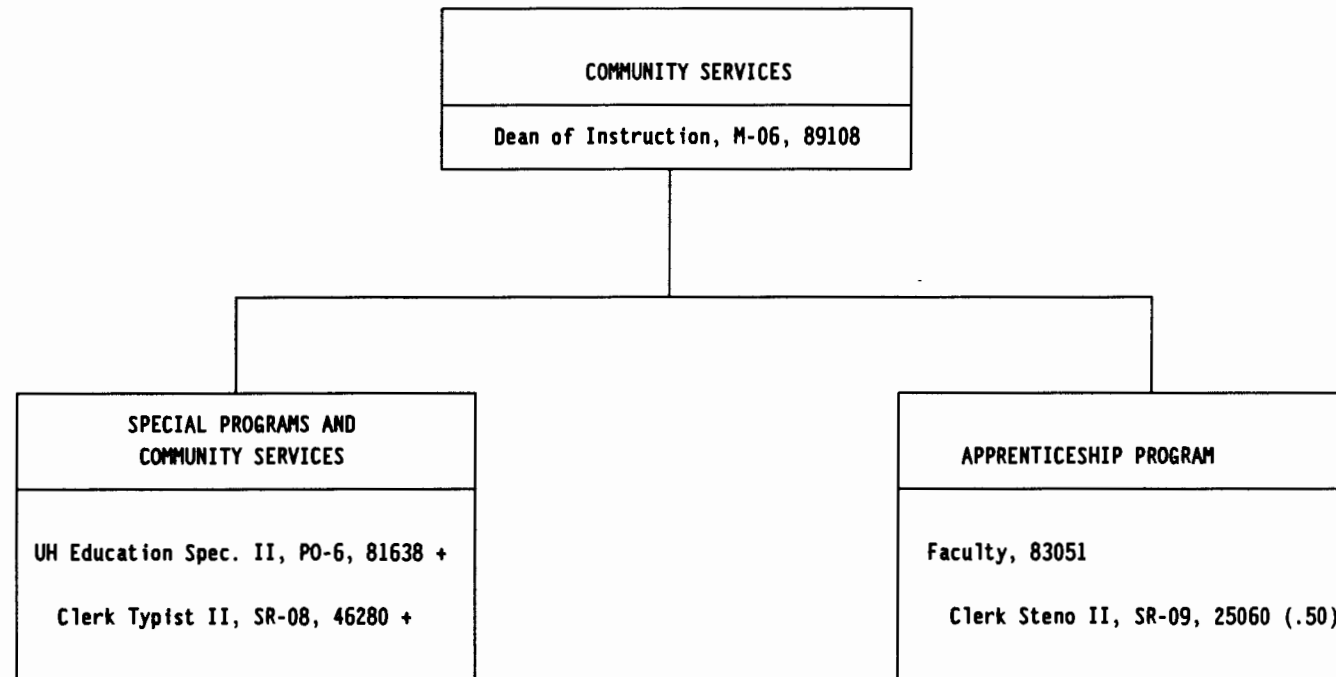 COMMUNITY SERVICES
Dean of Instruction, M-06, 89108
SPECIAL PROGRAMS AND
COMMUNITY SERVICES
UH Education Spec. II, PO-6, 81638 +
Clerk Typist II, SR-08, 46280 +
APPRENTICESHIP PROGRAM
Faculty, 83051
Clerk Steno II, SR-09, 25060 (.50)